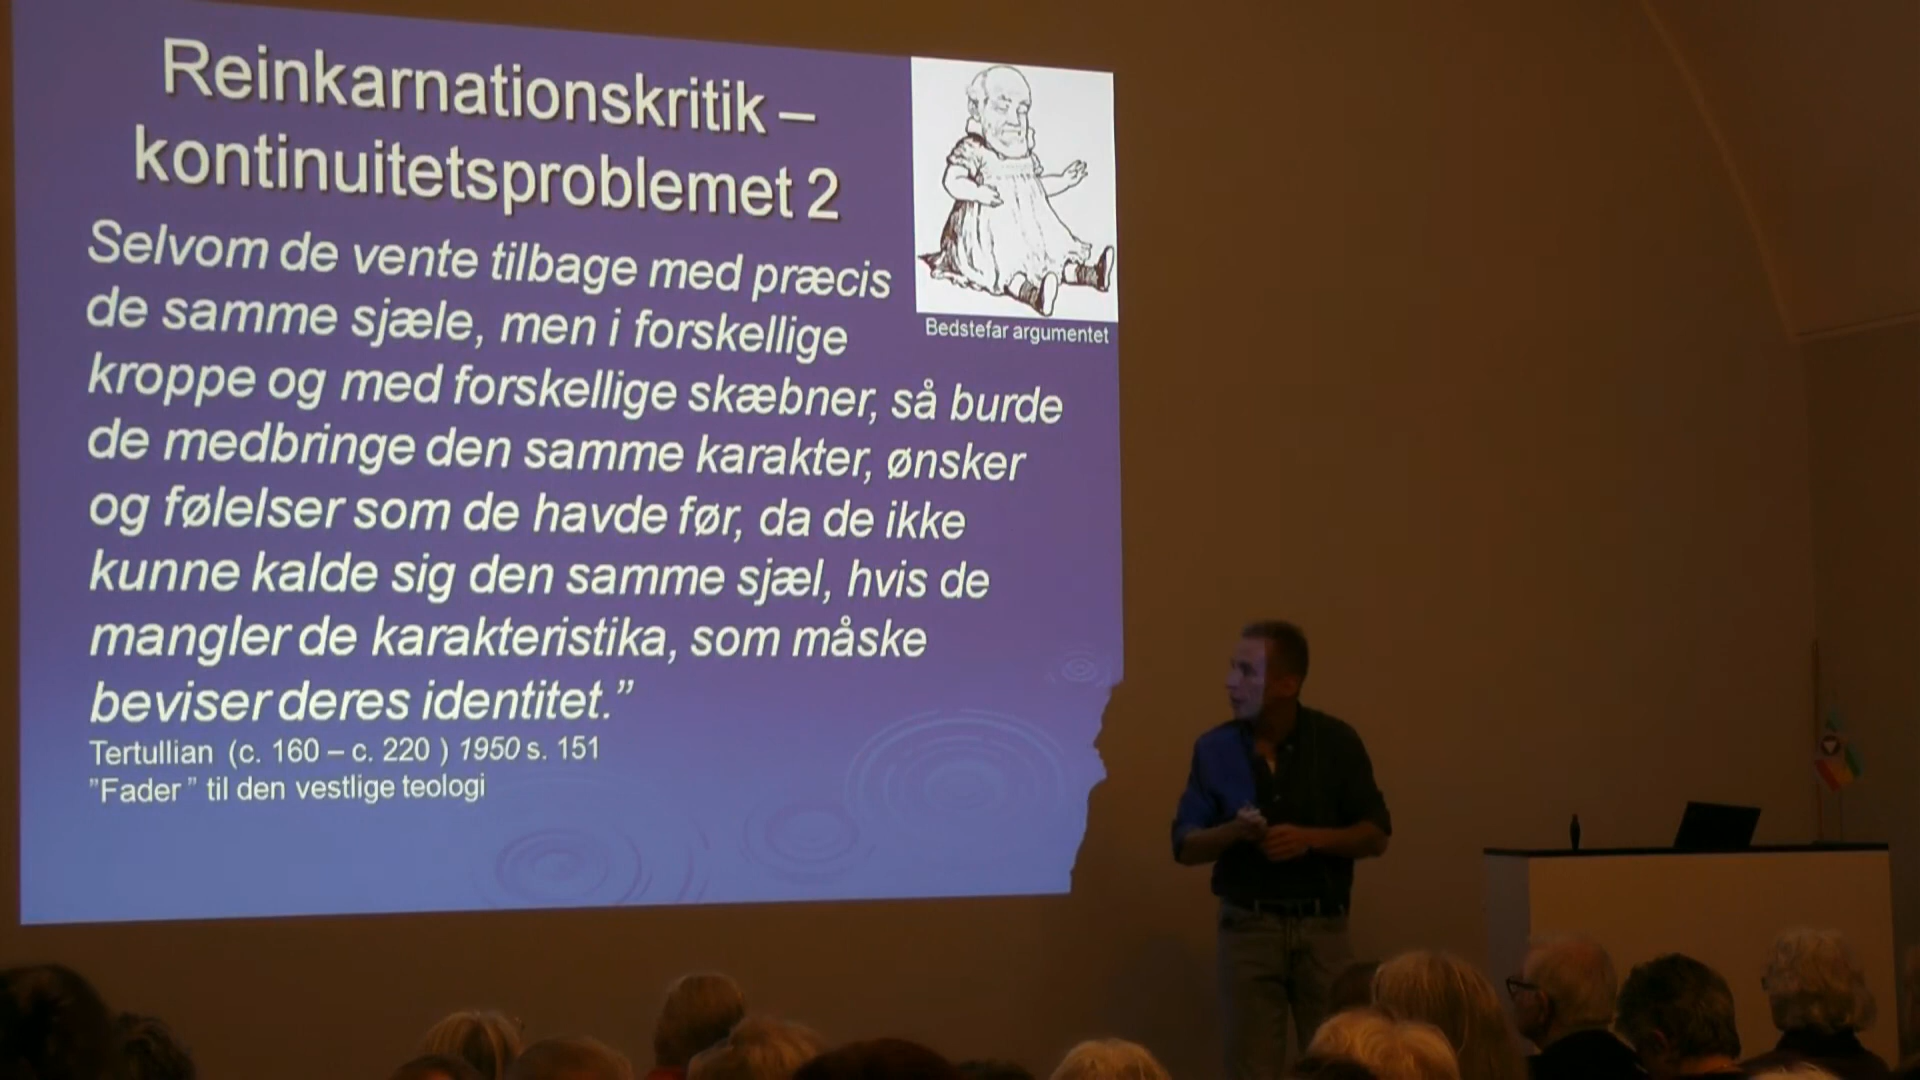 Reinkarnationskritik –
kontinuitetsproblemet 2
Selvom de vente tilbage med præcis
de samme sjæle, men i forskellige
kroppe og med forskellige skæbner, så burde
de medbringe den samme karakter, ønsker
og følelser som de havde før, da de ikke
kunne kalde sig den samme sjæl, hvis de
mangler de karakteristika, som måske
beviser deres identitet.”
Tertullian (c. 160 – c. 220 ) 1950 s. 151
”Fader ” til den vestlige teologi
Bedstefar argumentet